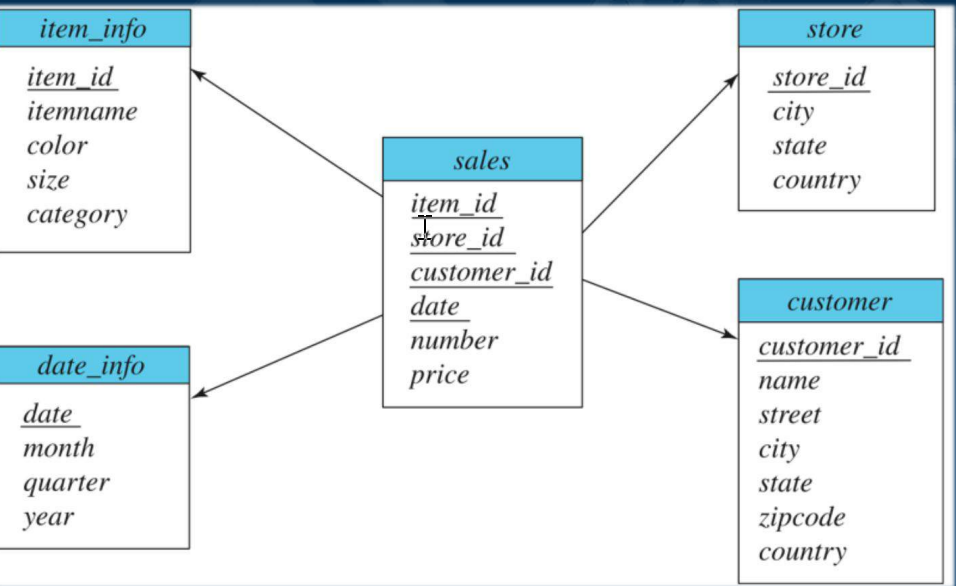 item_info
item_id
itemname
color
size
category
store
store_id
city
state
country
sales
item_id
store_id
customer_id
date
number
price
date_info
date
month
quarter
year
customer
customer_id
name
street
city
state
zipcode
country